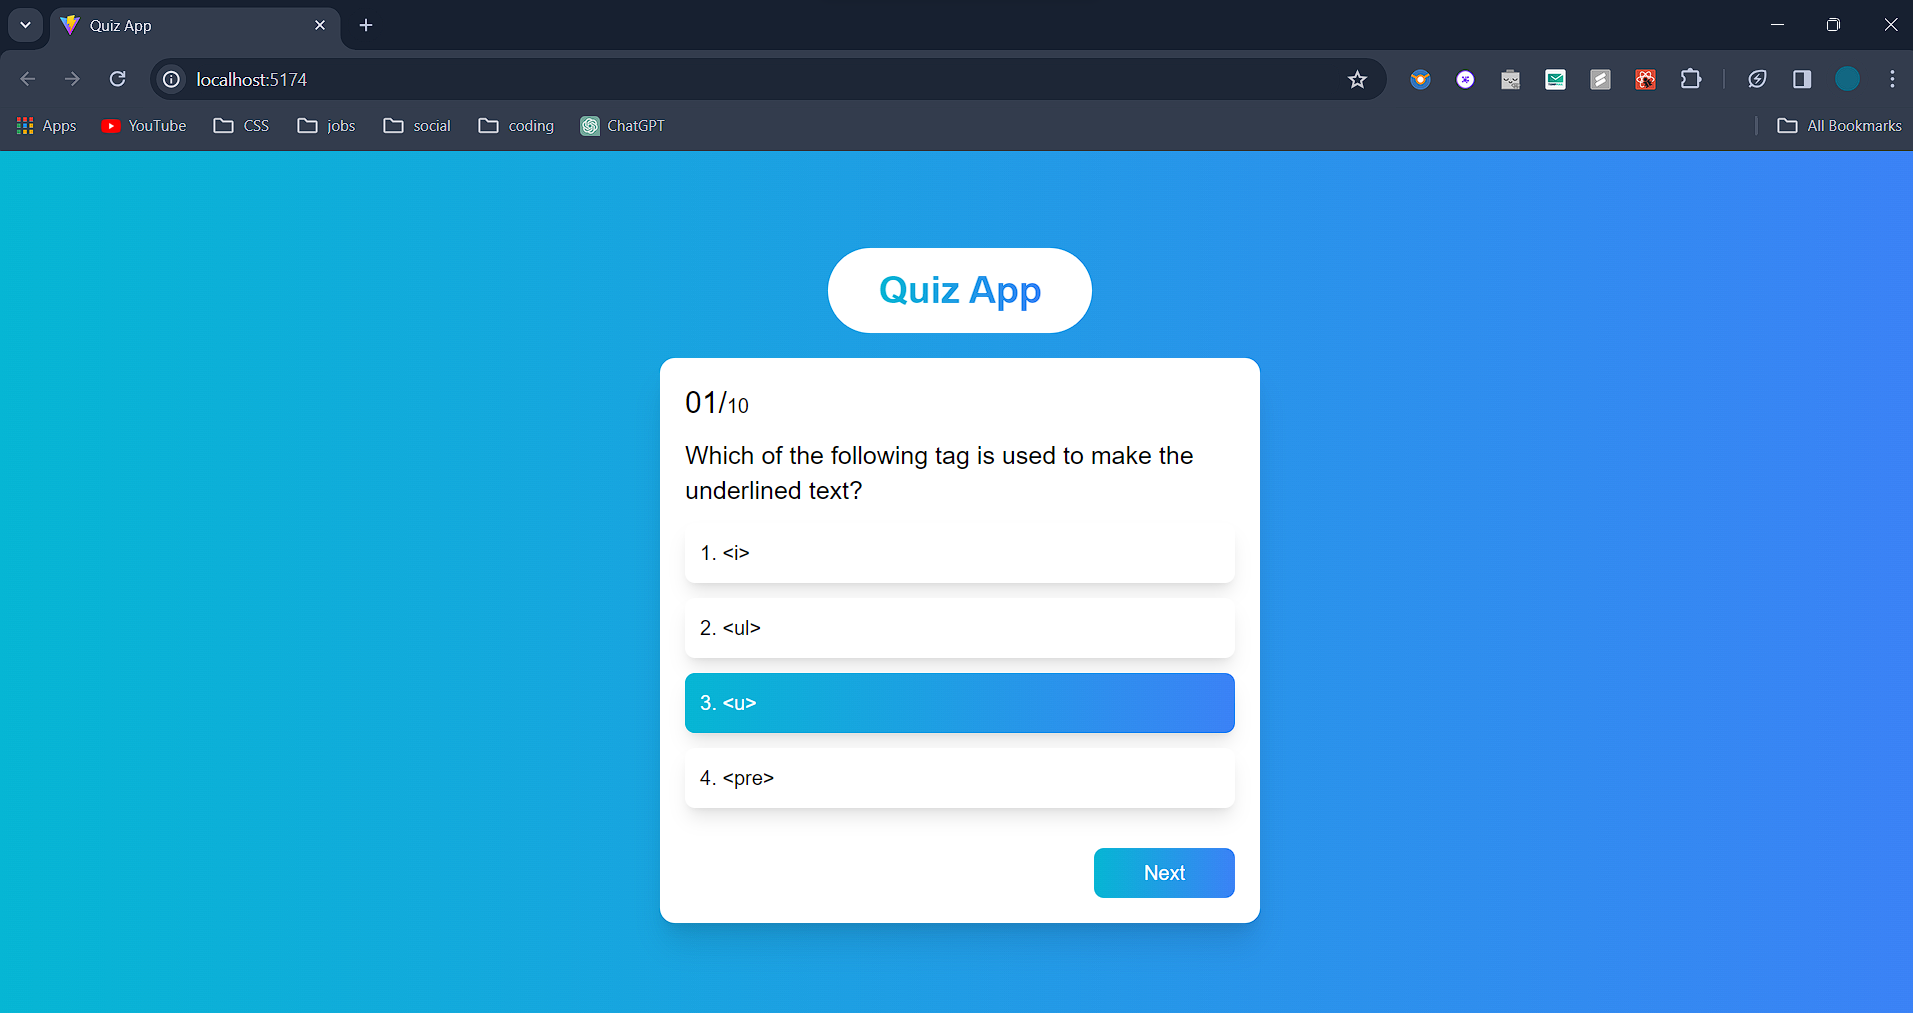 Quiz App
localhost:5174
Apps YouTube CSS jobs social coding ChatGPT All Bookmarks
Quiz App
01/10
Which of the following tag is used to make the
underlined text?
1. <i>
2. <ul>
3. <u>
4. <pre>
Next